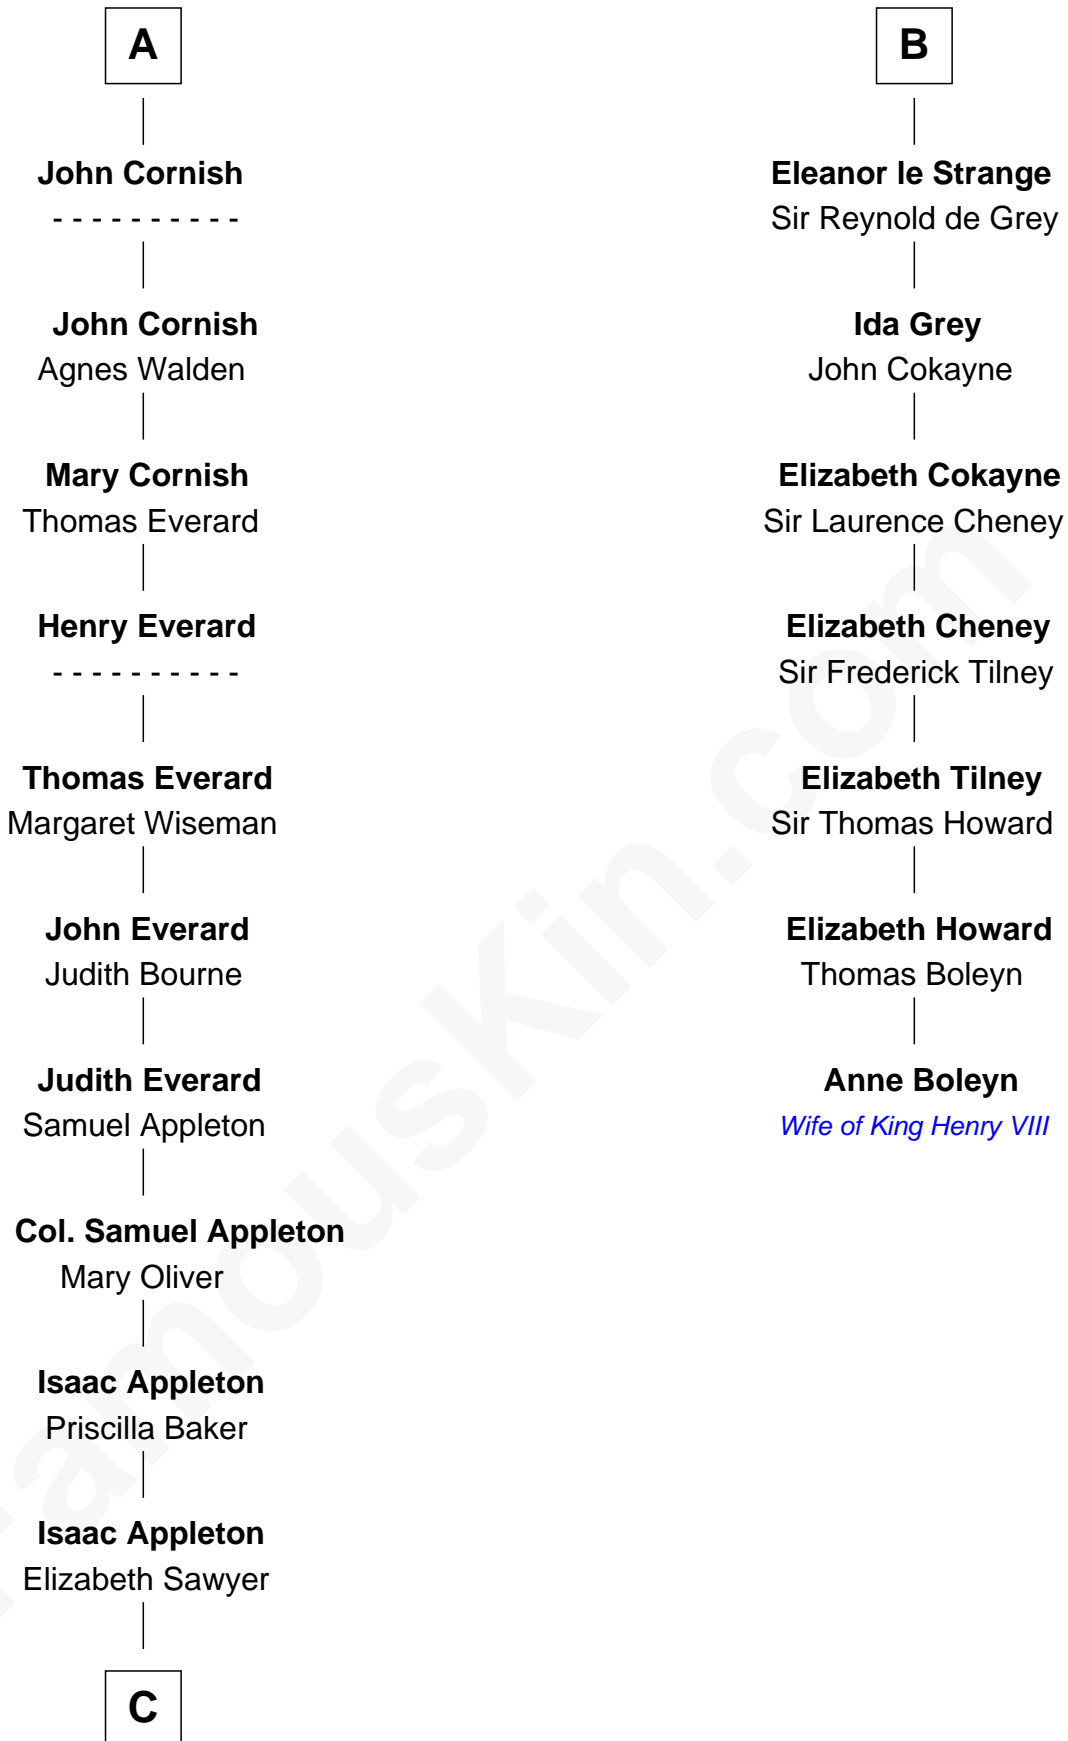 A
John Cornish
- - - - - - - - - -
John Cornish
Agnes Walden
Mary Cornish
Thomas Everard
Henry Everard
- - - - - - - - - -
Thomas Everard
Margaret Wiseman
John Everard
Judith Bourne
Judith Everard
Samuel Appleton
Col. Samuel Appleton
Mary Oliver
Isaac Appleton
Priscilla Baker
Isaac Appleton
Elizabeth Sawyer
C
B
Eleanor le Strange
Sir Reynold de Grey
Ida Grey
John Cokayne
Elizabeth Cokayne
Sir Laurence Cheney
Elizabeth Cheney
Sir Frederick Tilney
Elizabeth Tilney
Sir Thomas Howard
Elizabeth Howard
Thomas Boleyn
Anne Boleyn
Wife of King Henry VIII
FamousKin.com